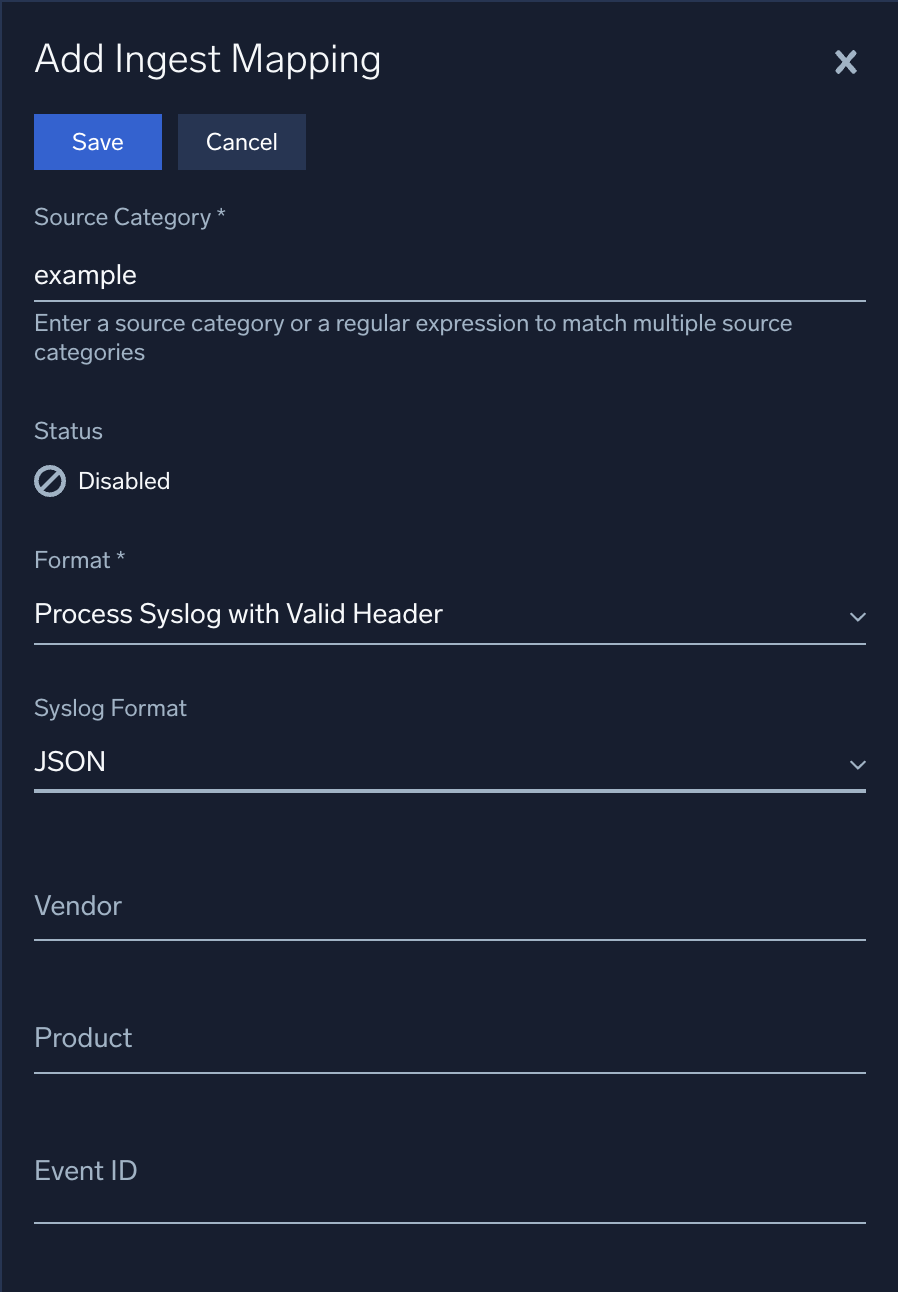 Add Ingest Mapping
Save
Cancel
Source Category *
example
Enter a source category or a regular expression to match multiple source
categories
Status
Disabled
Format *
Process Syslog with Valid Header
Syslog Format
JSON
Vendor
Product
Event ID